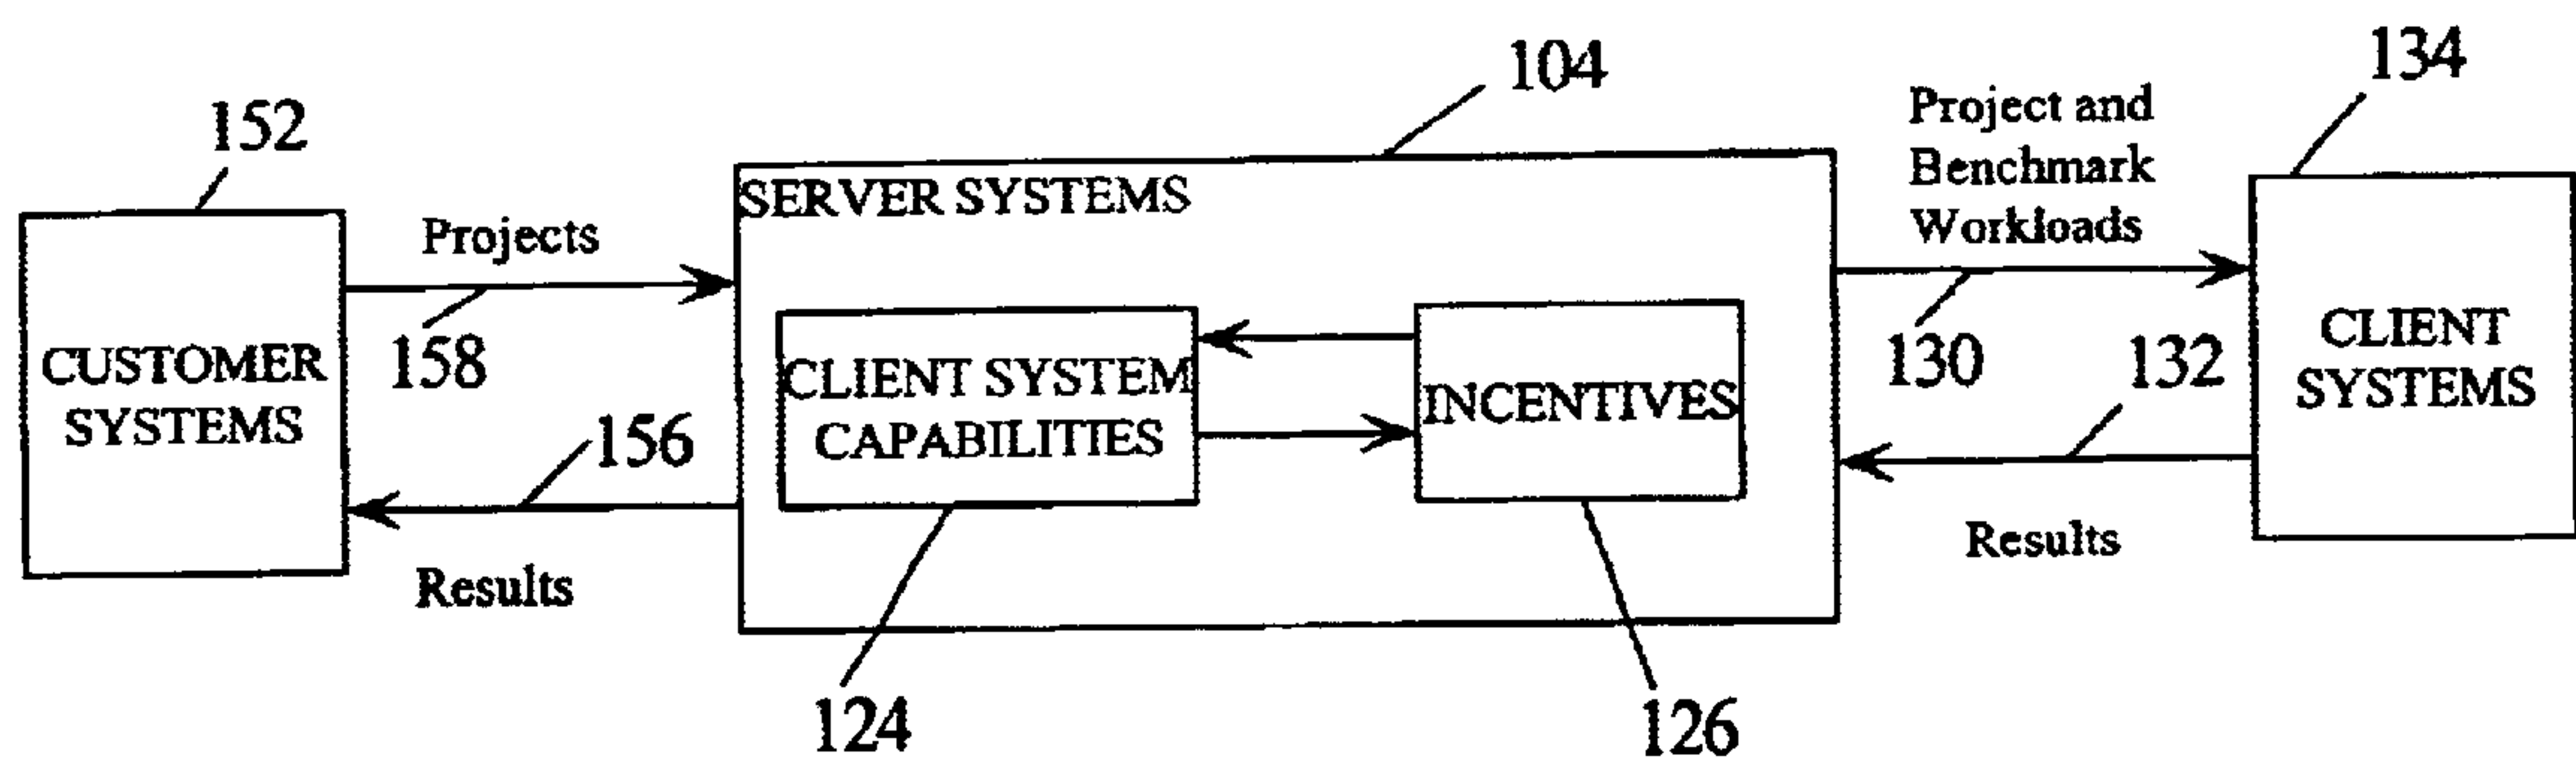 152
Projects
158
CUSTOMER
SYSTEMS
156
Results
104
SERVER SYSTEMS
CLIENT SYSTEM
CAPABILITIES
INCENTIVES
124
126
Project and
Benchmark
Workloads
130
132
Results
134
CLIENT
SYSTEMS